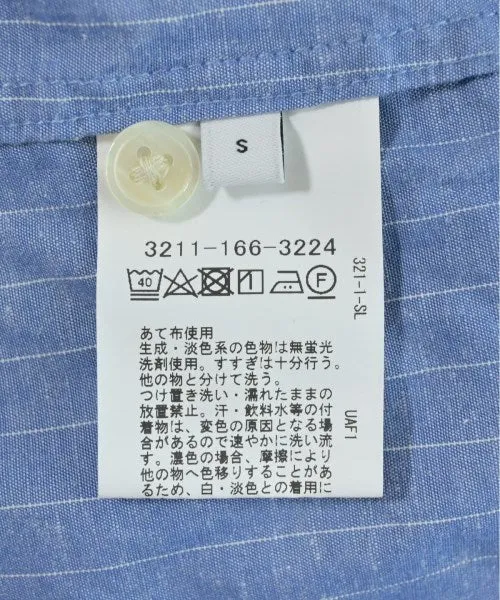 S
3211-166-3224
40 F
あて布使用
生成・淡色系の色物は無蛍光
洗剤使用。すすぎは十分行う。
他の物と分けて洗う。
つけ置き洗い・濡れたままの
放置禁止。汗・飲料水等の付
着物は、変色の原因となる場
合があるので速やかに洗い流
す。濃色の場合、摩擦により
他の物へ色移りすることがあ
るため、白・淡色との着用に
321-1-SL
UAF1